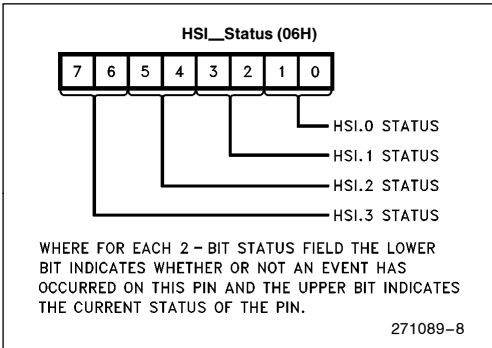 HSI__Status (06H)
7 6 5 4 3 2 1 0
HSI.0 STATUS
HSI.1 STATUS
HSI.2 STATUS
HSI.3 STATUS
WHERE FOR EACH 2 – BIT STATUS FIELD THE LOWER
BIT INDICATES WHETHER OR NOT AN EVENT HAS
OCCURRED ON THIS PIN AND THE UPPER BIT INDICATES
THE CURRENT STATUS OF THE PIN.
271089–8